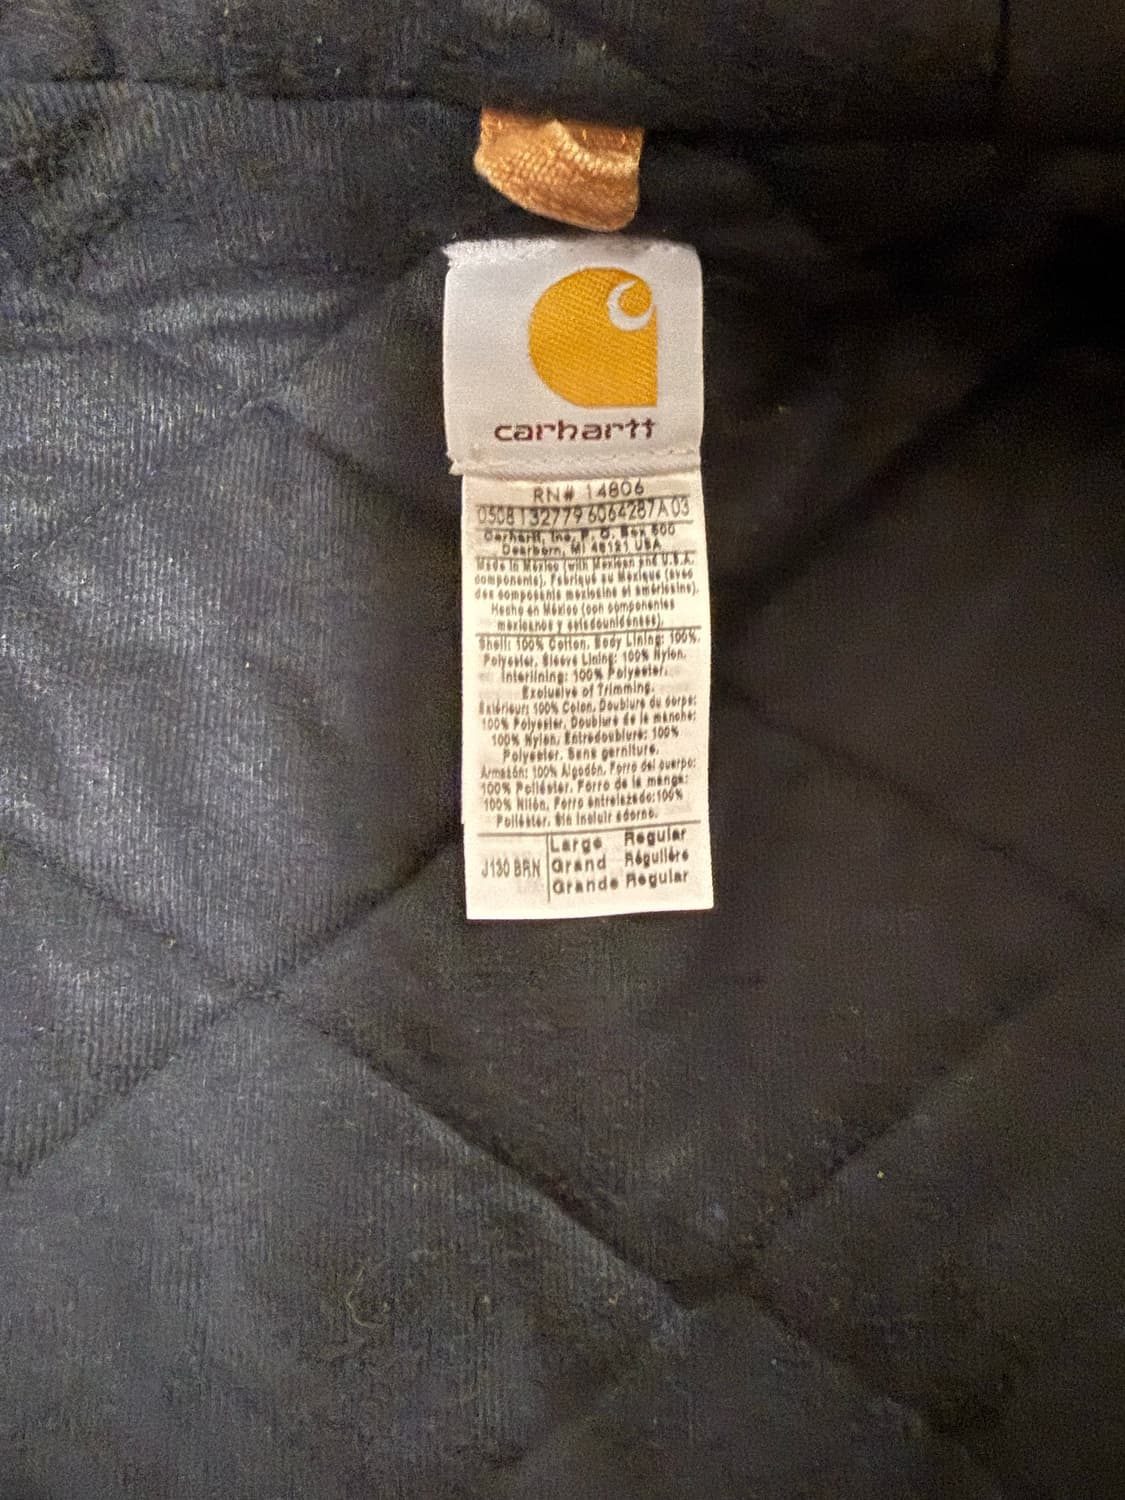 carhartt
RN# 14806
0508 132779 6064287A 03
Carhartt, Inc. P. O. Box 600
Dearborn, MI 48121 USA
Made in Mexico (with Mexican and U.S.A.
components). Fabriqué au Mexique (avec
des composants mexicains et américains).
Hecho en México (con componentes
mexicanos y estadounidenses).
Shell: 100% Cotton. Body Lining: 100%
Polyester. Sleeve Lining: 100% Nylon.
Interlining: 100% Polyester.
Exclusive of Trimming.
Extérieur: 100% Coton. Doublure du corps:
100% Polyester. Doublure de la manche:
100% Nylon. Entredoublure: 100%
Polyester. Sans garniture.
Armazón: 100% Algodón. Forro del cuerpo:
100% Poliéster. Forro de la manga:
100% Nilón. Forro entrelazado:100%
Poliéster. Sin incluir adorno.
J130 BRN
Large Regular
Grand Régulière
Grande Regular